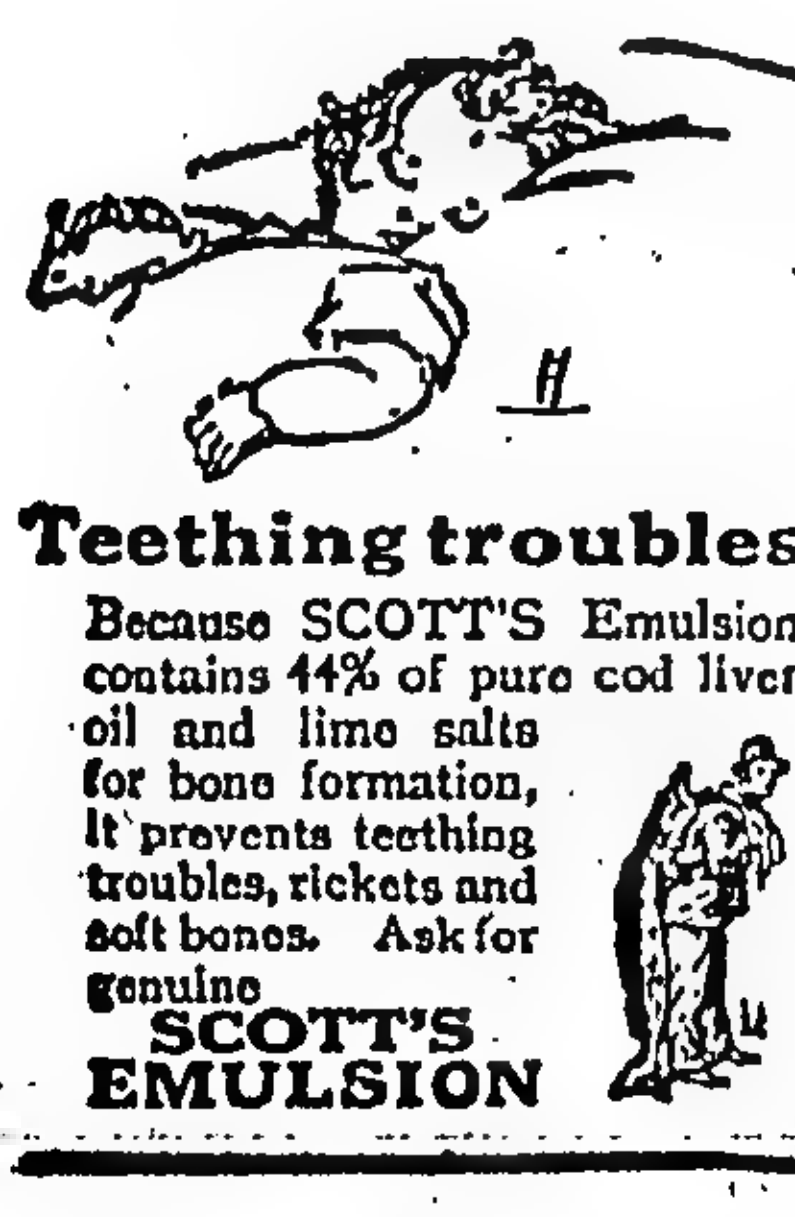 Teething troubles
Because SCOTT'S Emulsion
contains 44% of pure cod liver
oil and lime salts
for bone formation,
It prevents teething
troubles, rickets and
soft bones. Ask for
genuine
SCOTT'S
EMULSION